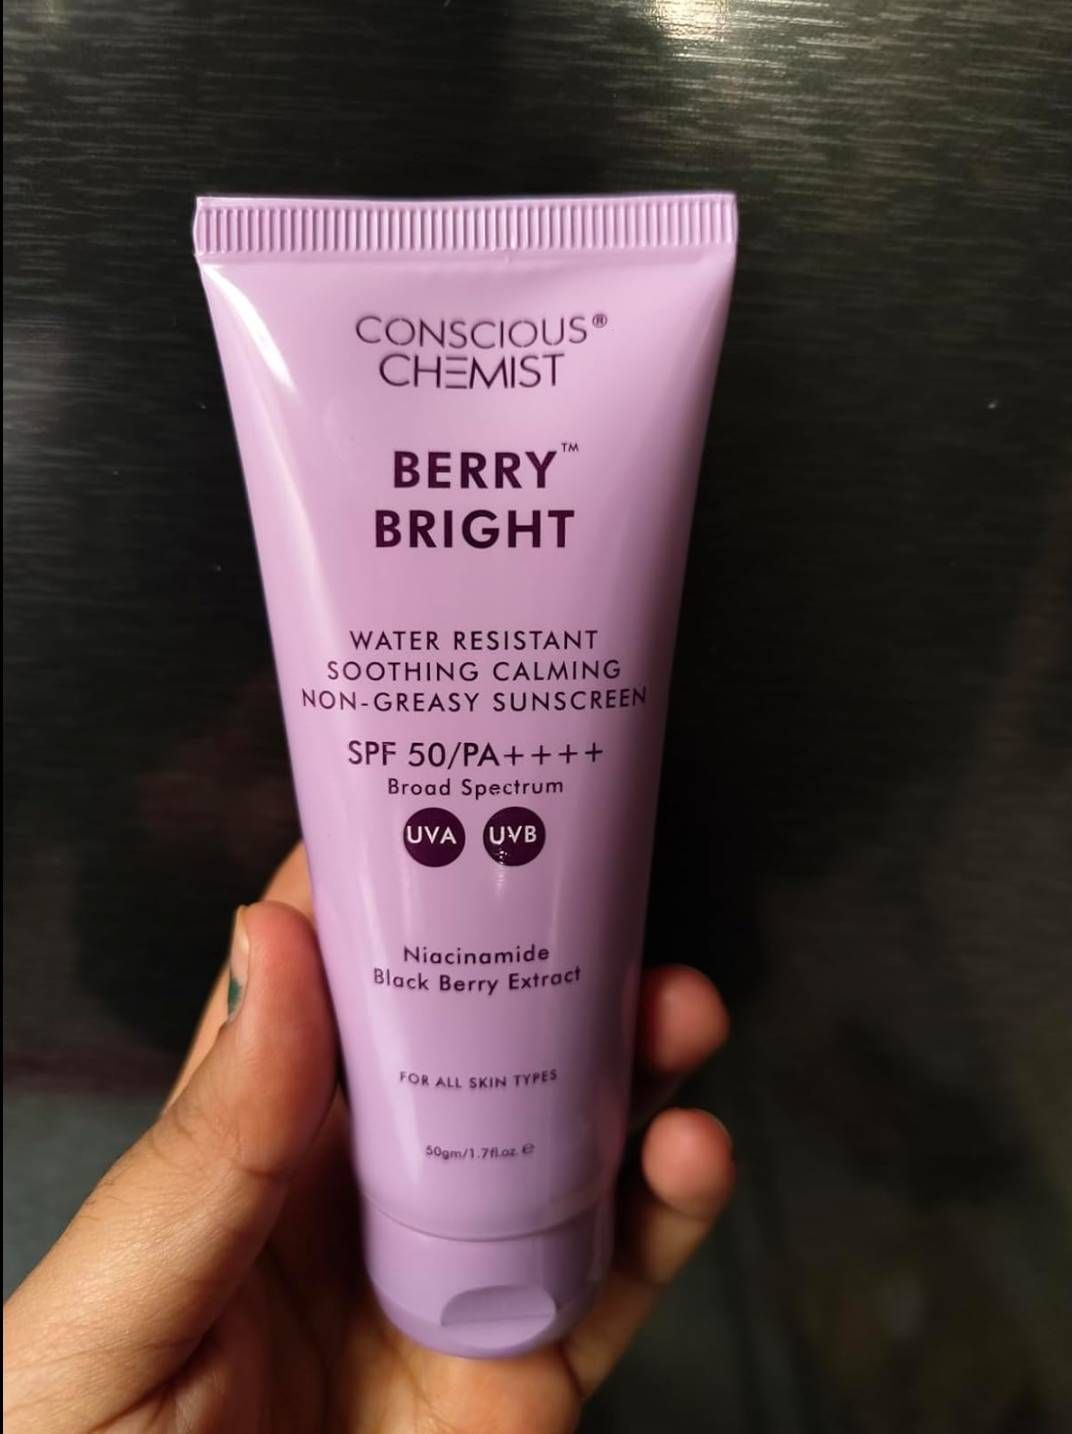 CONSCIOUS®
CHEMIST
BERRY™
BRIGHT
WATER RESISTANT
SOOTHING CALMING
NON-GREASY SUNSCREEN
SPF 50/PA++++
Broad Spectrum
UVA UVB
Niacinamide
Black Berry Extract
FOR ALL SKIN TYPES
50gm/1.7fl.oz. ℮